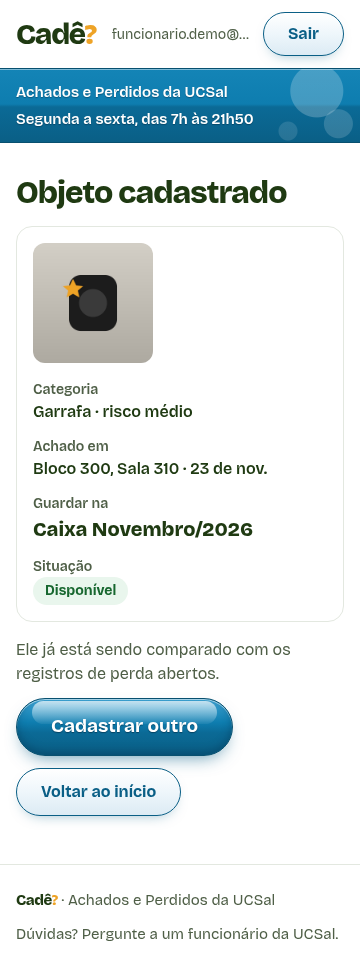 Cadê?
funcionario.demo@...
Sair
Achados e Perdidos da UCSal
Segunda a sexta, das 7h às 21h50
Objeto cadastrado
Categoria
Garrafa · risco médio
Achado em
Bloco 300, Sala 310 · 23 de nov.
Guardar na
Caixa Novembro/2026
Situação
Disponível
Ele já está sendo comparado com os
registros de perda abertos.
Cadastrar outro
Voltar ao início
Cadê? · Achados e Perdidos da UCSal
Dúvidas? Pergunte a um funcionário da UCSal.